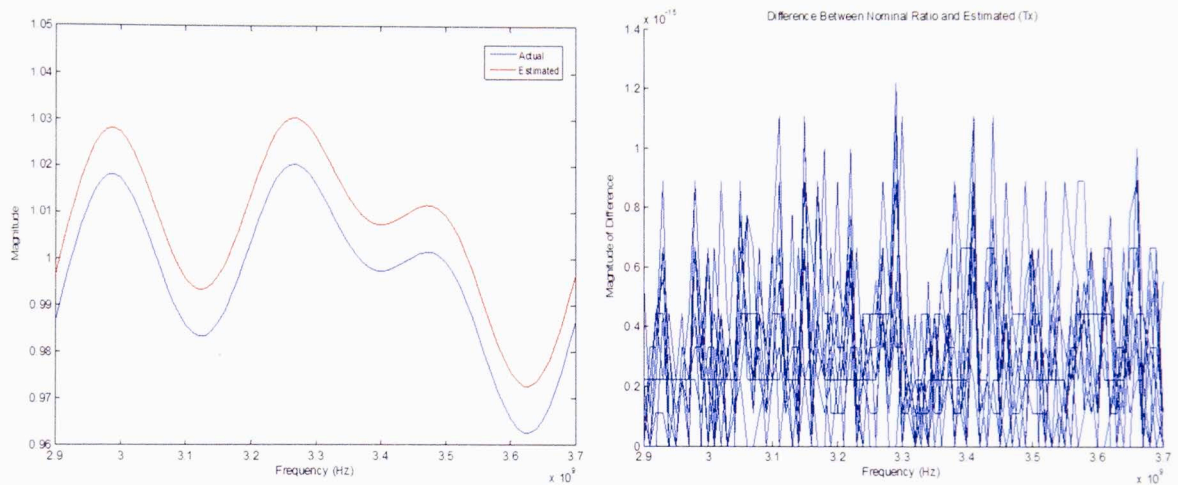 1.05
1.04
1.03
1.02
1.01
1
0.99
0.98
0.97
0.96
Magnitude
Actual
Estimated
2.9 3 3.1 3.2 3.3 3.4 3.5 3.6 3.7
Frequency (Hz)
x 10^9
Difference Between Nominal Ratio and Estimated (Tx)
x 10^-15
1.4
1.2
1
0.8
0.6
0.4
0.2
0
Magnitude of Difference
2.9 3 3.1 3.2 3.3 3.4 3.5 3.6 3.7
Frequency (Hz)
x 10^9